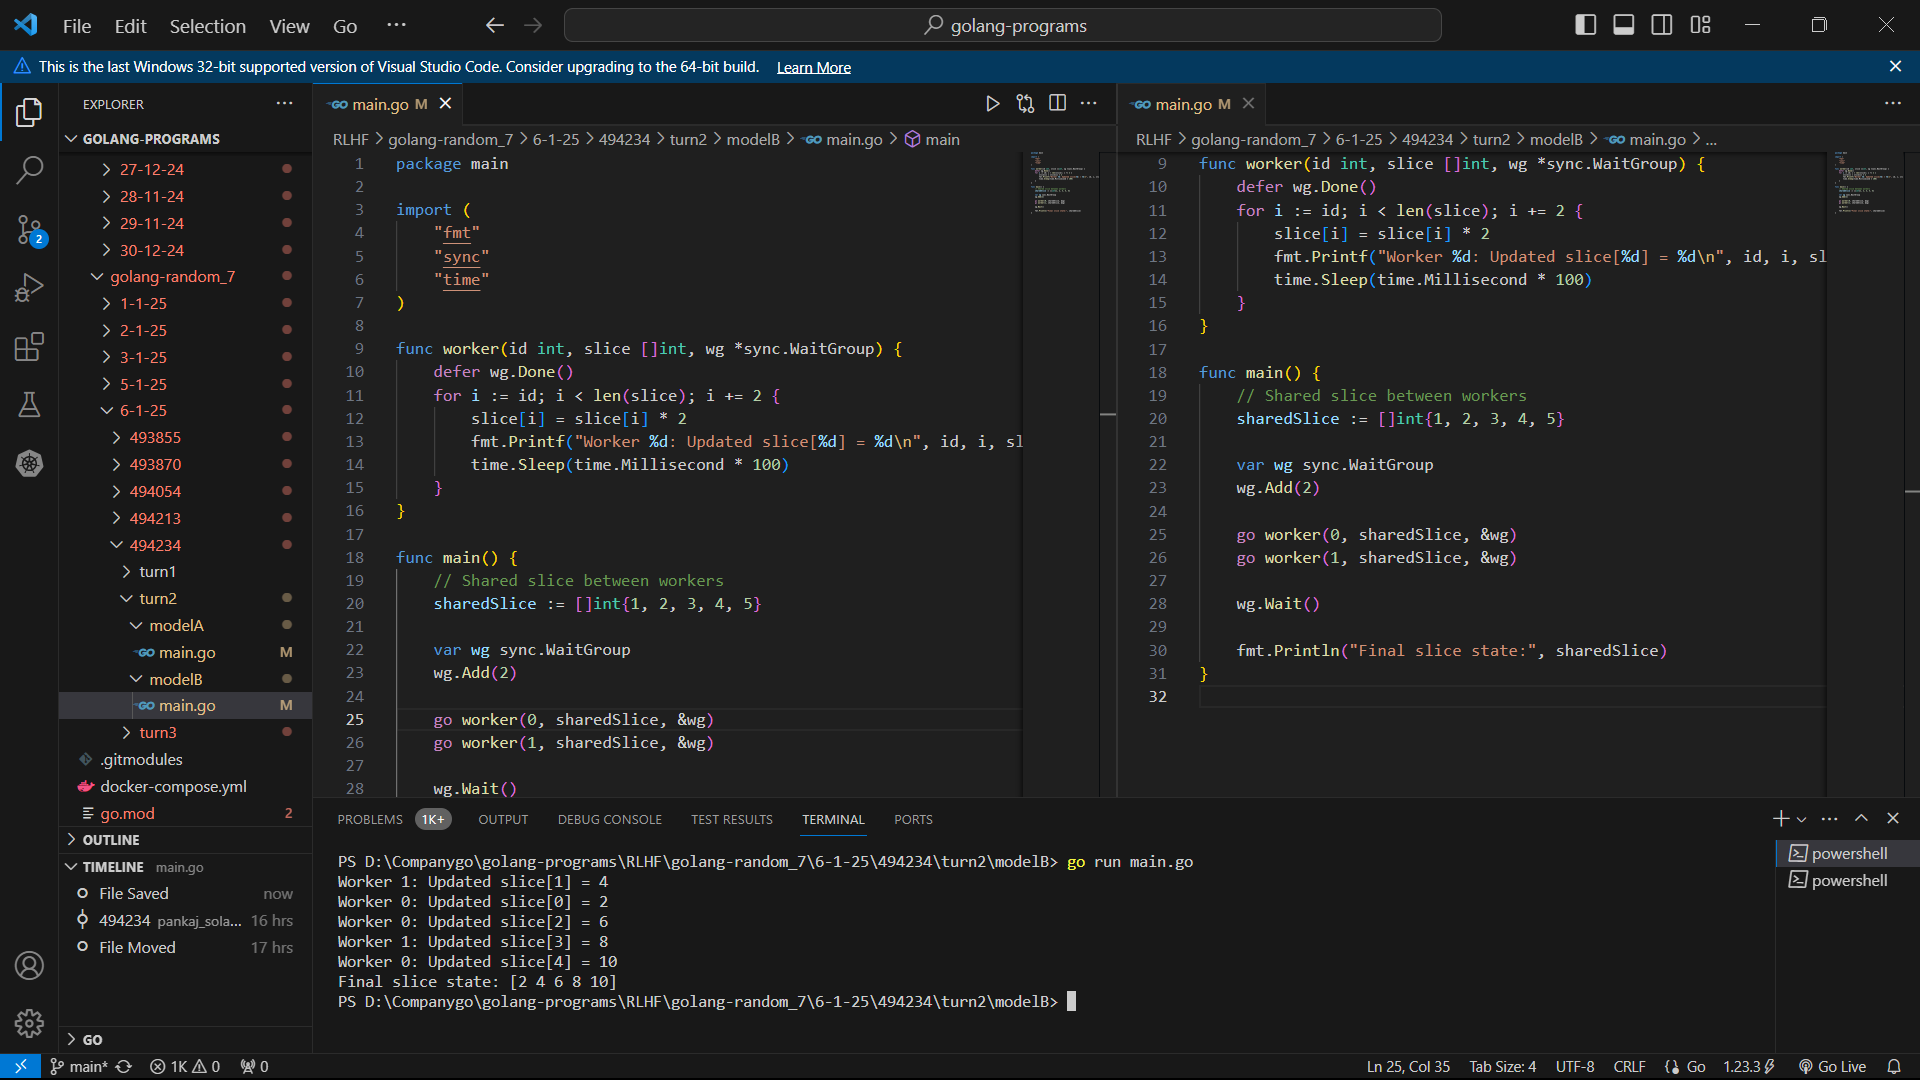 File Edit Selection View Go ··· golang-programs
This is the last Windows 32-bit supported version of Visual Studio Code. Consider upgrading to the 64-bit build. Learn More
EXPLORER ···
GOLANG-PROGRAMS
27-12-24
28-11-24
29-11-24
30-12-24
golang-random_7
1-1-25
2-1-25
3-1-25
5-1-25
6-1-25
493855
493870
494054
494213
494234
turn1
turn2
modelA
GO main.go M
modelB
GO main.go M
turn3
.gitmodules
docker-compose.yml
go.mod 2
OUTLINE
TIMELINE main.go
File Saved now
494234 pankaj_sola... 16 hrs
File Moved 17 hrs
GO
2
GO main.go M
RLHF > golang-random_7 > 6-1-25 > 494234 > turn2 > modelB > GO main.go > main
1 package main
2
3 import (
4 "fmt"
5 "sync"
6 "time"
7 )
8
9 func worker(id int, slice []int, wg *sync.WaitGroup) {
10 defer wg.Done()
11 for i := id; i < len(slice); i += 2 {
12 slice[i] = slice[i] * 2
13 fmt.Printf("Worker %d: Updated slice[%d] = %d\n", id, i, sl
14 time.Sleep(time.Millisecond * 100)
15 }
16 }
17
18 func main() {
19 // Shared slice between workers
20 sharedSlice := []int{1, 2, 3, 4, 5}
21
22 var wg sync.WaitGroup
23 wg.Add(2)
24
25 go worker(0, sharedSlice, &wg)
26 go worker(1, sharedSlice, &wg)
27
28 wg.Wait()
GO main.go M
RLHF > golang-random_7 > 6-1-25 > 494234 > turn2 > modelB > GO main.go > ...
9 func worker(id int, slice []int, wg *sync.WaitGroup) {
10 defer wg.Done()
11 for i := id; i < len(slice); i += 2 {
12 slice[i] = slice[i] * 2
13 fmt.Printf("Worker %d: Updated slice[%d] = %d\n", id, i, sl
14 time.Sleep(time.Millisecond * 100)
15 }
16 }
17
18 func main() {
19 // Shared slice between workers
20 sharedSlice := []int{1, 2, 3, 4, 5}
21
22 var wg sync.WaitGroup
23 wg.Add(2)
24
25 go worker(0, sharedSlice, &wg)
26 go worker(1, sharedSlice, &wg)
27
28 wg.Wait()
29
30 fmt.Println("Final slice state:", sharedSlice)
31 }
32
PROBLEMS 1K+ OUTPUT DEBUG CONSOLE TEST RESULTS TERMINAL PORTS
PS D:\Companygo\golang-programs\RLHF\golang-random_7\6-1-25\494234\turn2\modelB> go run main.go
Worker 1: Updated slice[1] = 4
Worker 0: Updated slice[0] = 2
Worker 0: Updated slice[2] = 6
Worker 1: Updated slice[3] = 8
Worker 0: Updated slice[4] = 10
Final slice state: [2 4 6 8 10]
PS D:\Companygo\golang-programs\RLHF\golang-random_7\6-1-25\494234\turn2\modelB>
powershell
powershell
main* 1K 0 0 Ln 25, Col 35 Tab Size: 4 UTF-8 CRLF Go 1.23.3 Go Live